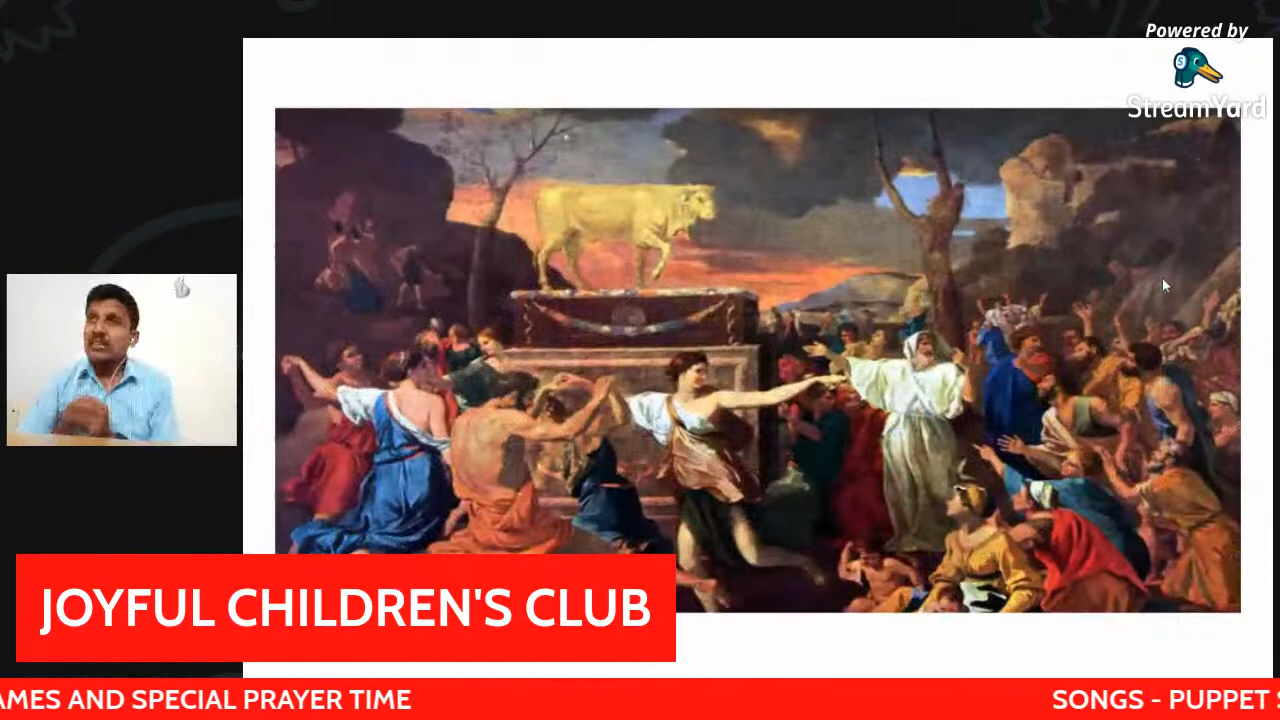 Powered by
StreamYard
JOYFUL CHILDREN'S CLUB
AMES AND SPECIAL PRAYER TIME
SONGS - PUPPET S